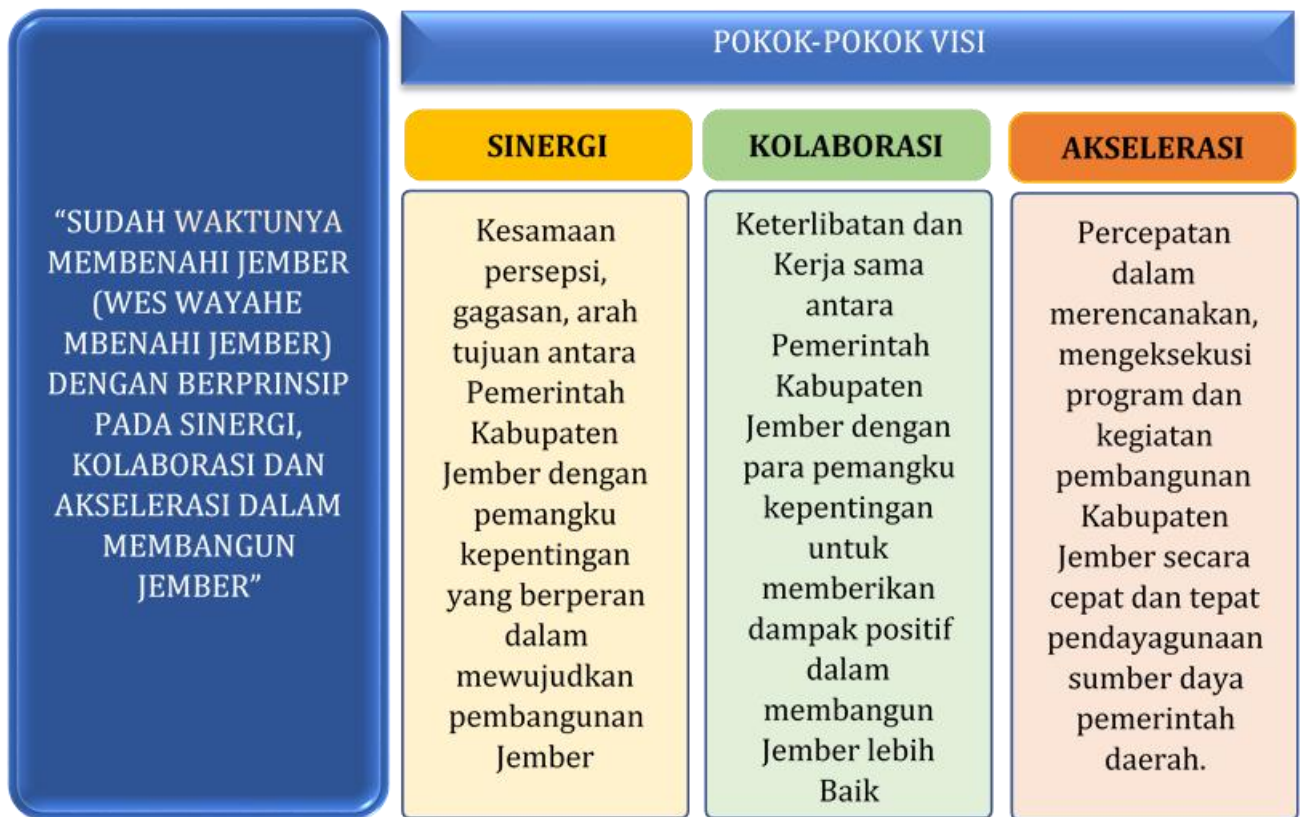 “SUDAH WAKTUNYA
MEMBENAHI JEMBER
(WES WAYAHE
MBENAHI JEMBER)
DENGAN BERPRINSIP
PADA SINERGI,
KOLABORASI DAN
AKSELERASI DALAM
MEMBANGUN
JEMBER”
POKOK-POKOK VISI
SINERGI
Kesamaan
persepsi,
gagasan, arah
tujuan antara
Pemerintah
Kabupaten
Jember dengan
pemangku
kepentingan
yang berperan
dalam
mewujudkan
pembangunan
Jember
KOLABORASI
Keterlibatan dan
Kerja sama
antara
Pemerintah
Kabupaten
Jember dengan
para pemangku
kepentingan
untuk
memberikan
dampak positif
dalam
membangun
Jember lebih
Baik
AKSELERASI
Percepatan
dalam
merencanakan,
mengeksekusi
program dan
kegiatan
pembangunan
Kabupaten
Jember secara
cepat dan tepat
pendayagunaan
sumber daya
pemerintah
daerah.